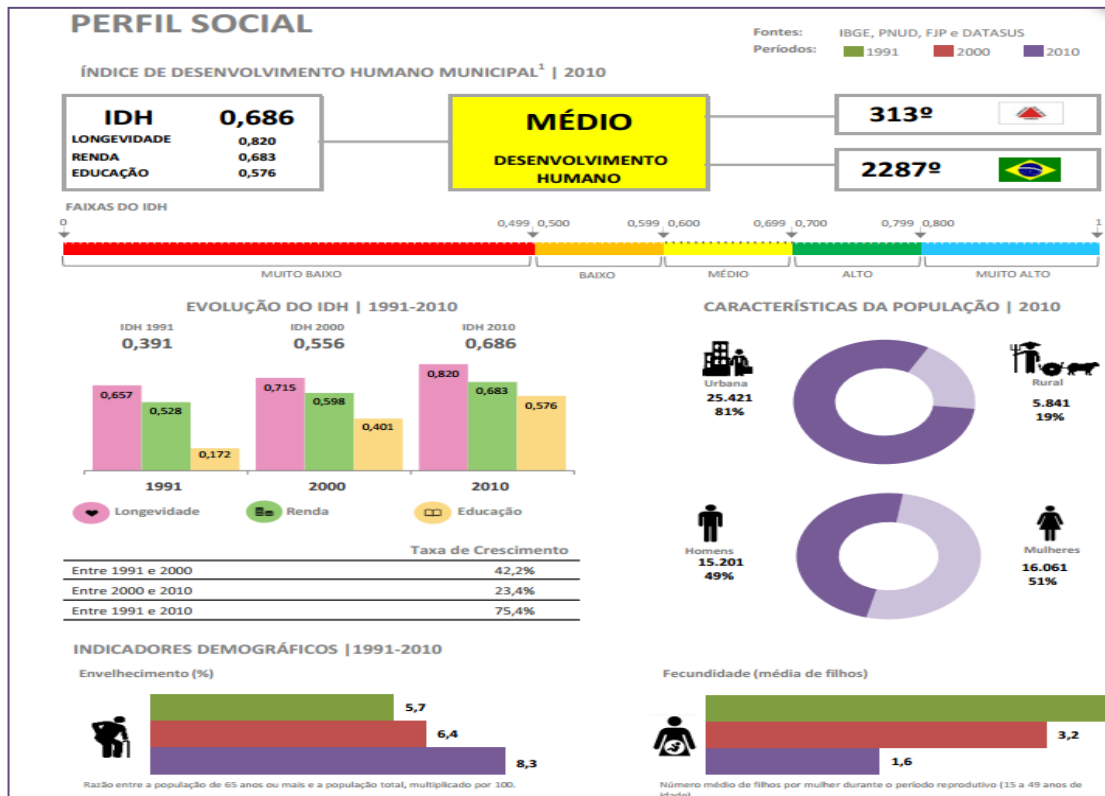 PERFIL SOCIAL
Fontes: IBGE, PNUD, FJP e DATASUS
Períodos: 1991 2000 2010
ÍNDICE DE DESENVOLVIMENTO HUMANO MUNICIPAL¹ | 2010
IDH 0,686
LONGEVIDADE 0,820
RENDA 0,683
EDUCAÇÃO 0,576
MÉDIO
DESENVOLVIMENTO
HUMANO
313º
2287º
FAIXAS DO IDH
0 0,499 0,500 0,599 0,600 0,699 0,700 0,799 0,800 1
MUITO BAIXO BAIXO MÉDIO ALTO MUITO ALTO
EVOLUÇÃO DO IDH | 1991-2010
IDH 1991 IDH 2000 IDH 2010
0,391 0,556 0,686
0,657 0,528 0,172
0,715 0,598 0,401
0,820 0,683 0,576
1991 2000 2010
Longevidade Renda Educação
Taxa de Crescimento
Entre 1991 e 2000 42,2%
Entre 2000 e 2010 23,4%
Entre 1991 e 2010 75,4%
CARACTERÍSTICAS DA POPULAÇÃO | 2010
Urbana
25.421
81%
Rural
5.841
19%
Homens
15.201
49%
Mulheres
16.061
51%
INDICADORES DEMOGRÁFICOS |1991-2010
Envelhecimento (%)
5,7
6,4
8,3
Razão entre a população de 65 anos ou mais e a população total, multiplicado por 100.
Fecundidade (média de filhos)
3,2
1,6
Número médio de filhos por mulher durante o período reprodutivo (15 a 49 anos de
idade)